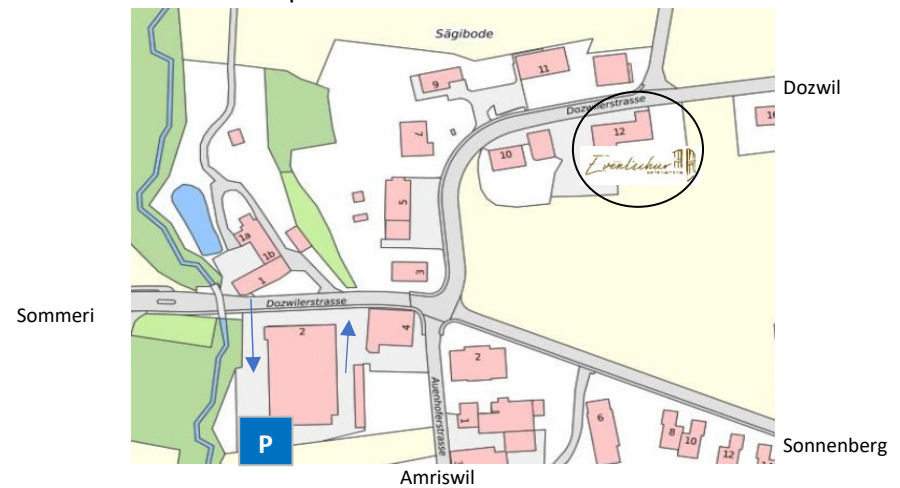 Sägibode
11
9
Dozwil
Dozwilerstrasse
16
12
7
10
Eventschür
5
1a
1b
3
1
Dozwilerstrasse
Sommeri
2
4
2
Auenhoferstrasse
1
6
8
10
12
P
Sonnenberg
Amriswil